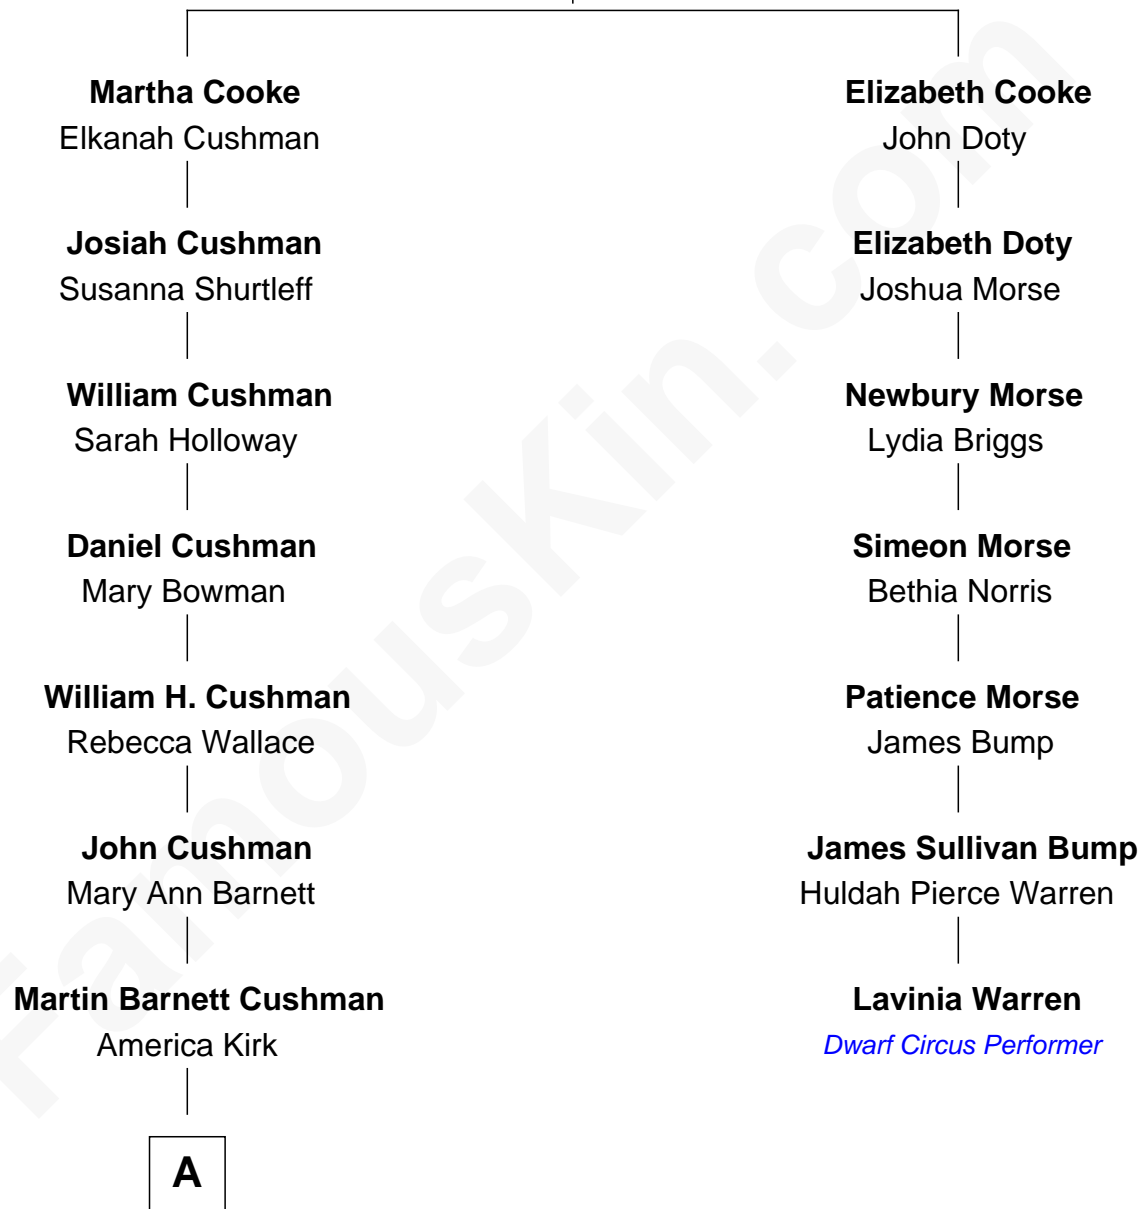 Martha Cooke
Elkanah Cushman
Josiah Cushman
Susanna Shurtleff
William Cushman
Sarah Holloway
Daniel Cushman
Mary Bowman
William H. Cushman
Rebecca Wallace
John Cushman
Mary Ann Barnett
Martin Barnett Cushman
America Kirk
A
Elizabeth Cooke
John Doty
Elizabeth Doty
Joshua Morse
Newbury Morse
Lydia Briggs
Simeon Morse
Bethia Norris
Patience Morse
James Bump
James Sullivan Bump
Huldah Pierce Warren
Lavinia Warren
Dwarf Circus Performer
FamousKin.com